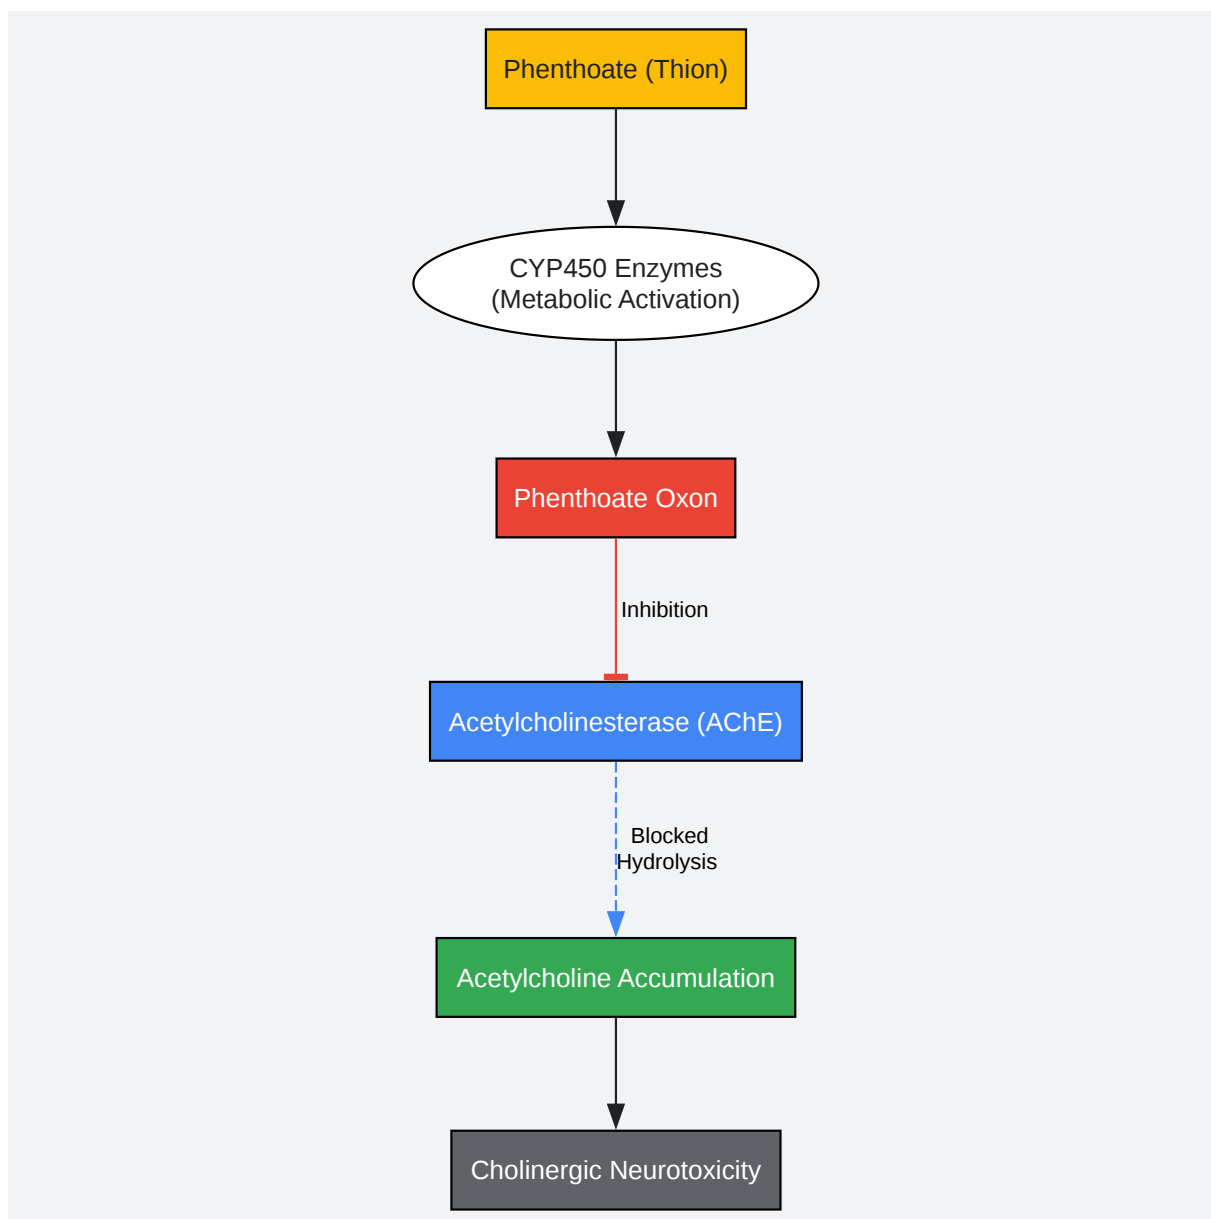 Phenthoate (Thion)
CYP450 Enzymes
(Metabolic Activation)
Phenthoate Oxon
Inhibition
Acetylcholinesterase (AChE)
Blocked
Hydrolysis
Acetylcholine Accumulation
Cholinergic Neurotoxicity